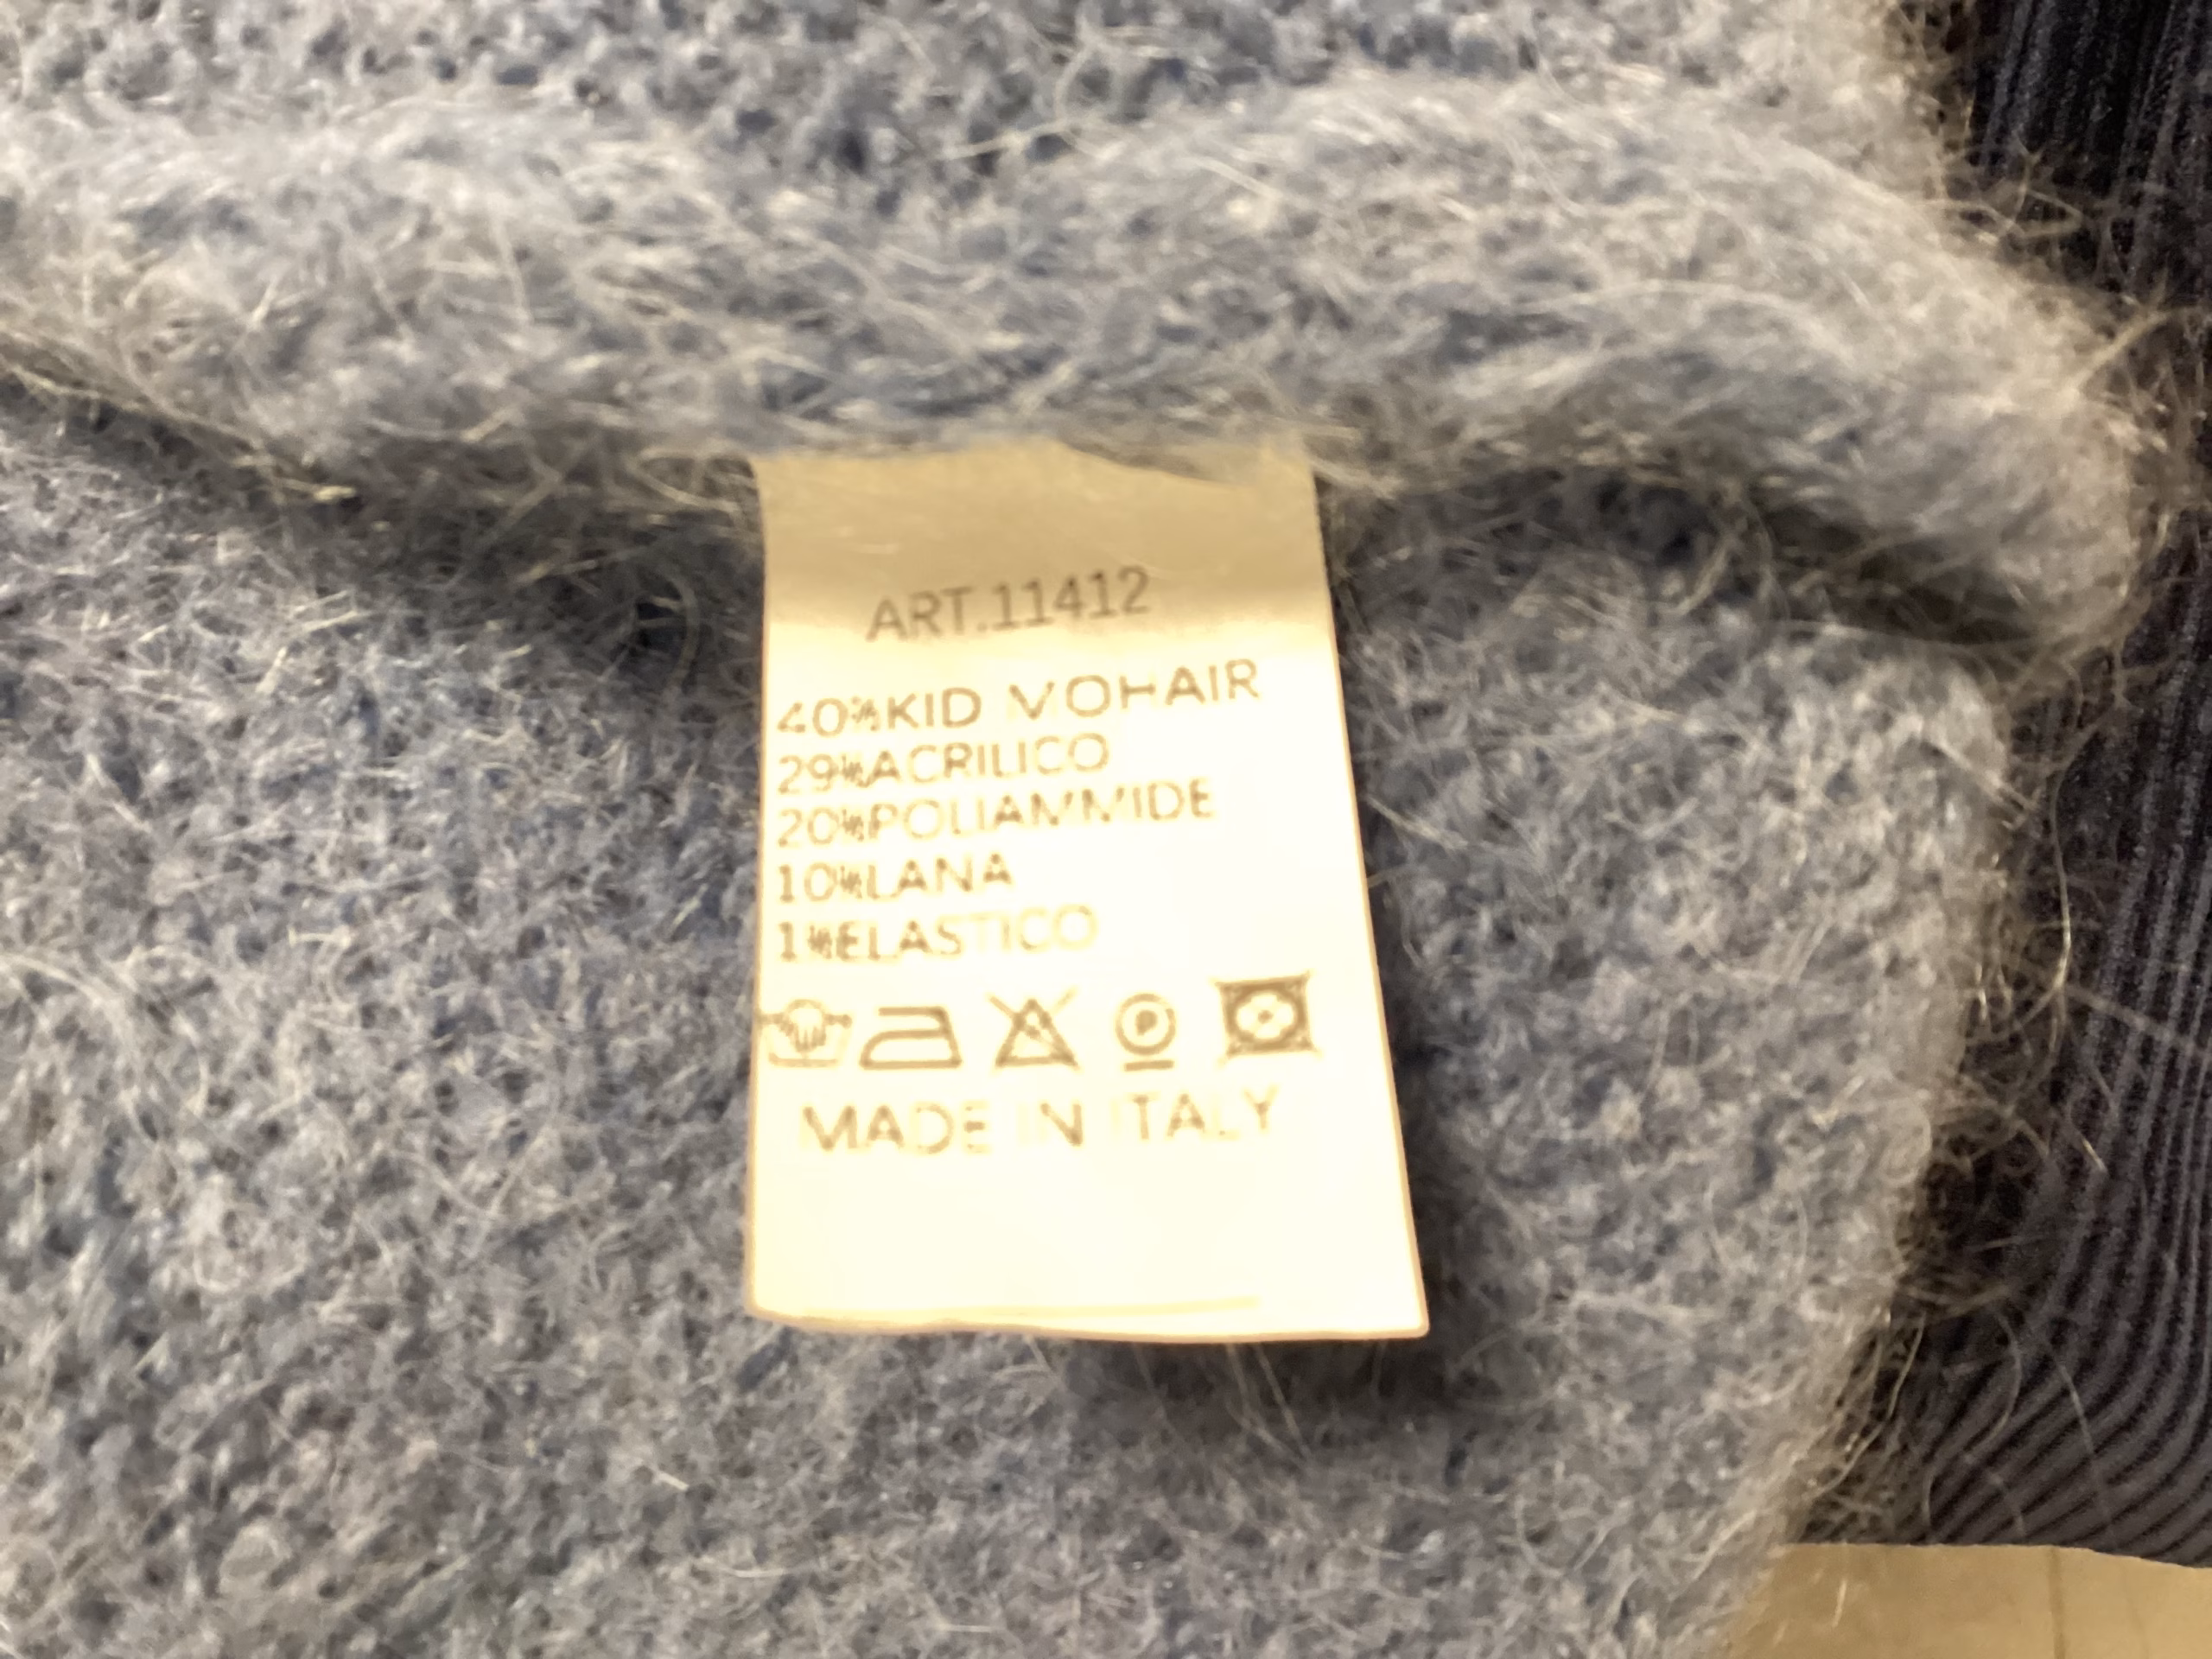 ART.11412
40%KID MOHAIR
29%ACRILICO
20%POLIAMMIDE
10%LANA
1%ELASTICO
P
MADE IN ITALY